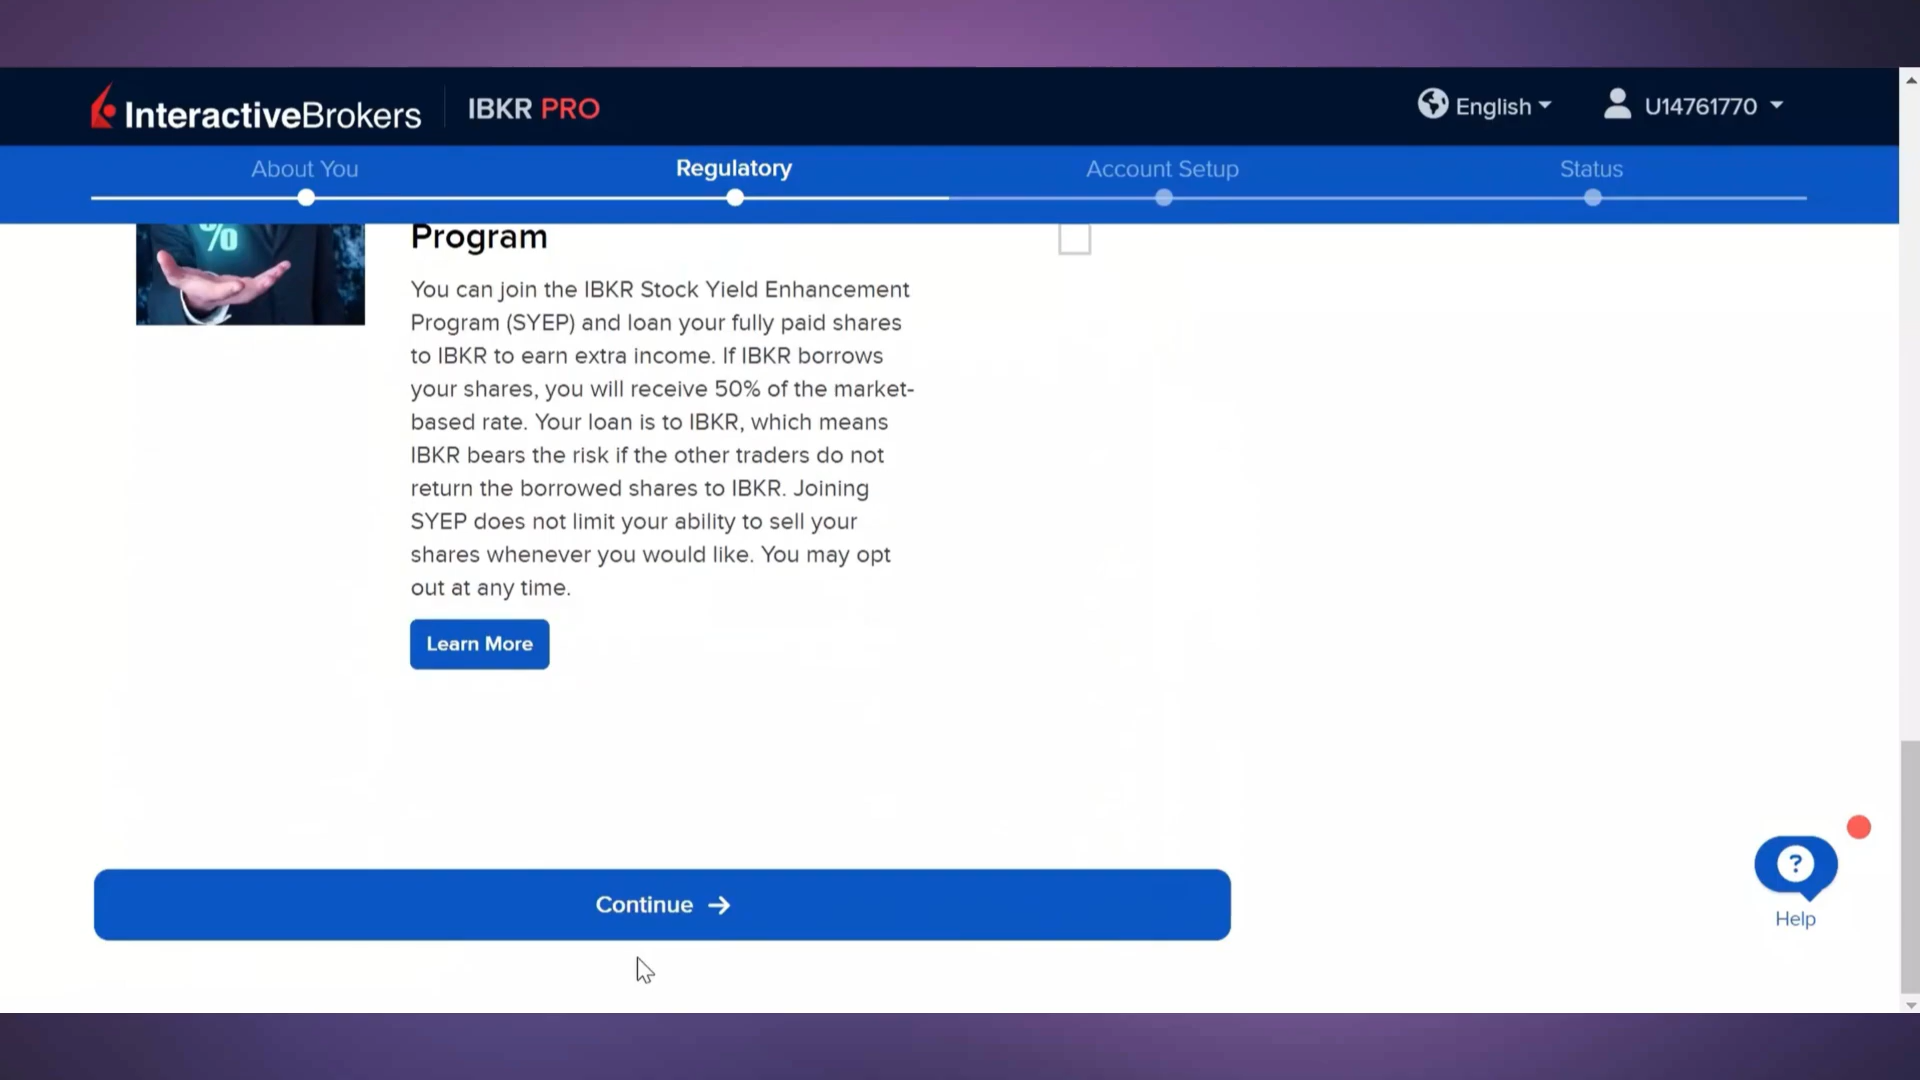 InteractiveBrokers
IBKR PRO
English
U14761770
About You
Regulatory
Account Setup
Status
%
Program
You can join the IBKR Stock Yield Enhancement
Program (SYEP) and loan your fully paid shares
to IBKR to earn extra income. If IBKR borrows
your shares, you will receive 50% of the market-
based rate. Your loan is to IBKR, which means
IBKR bears the risk if the other traders do not
return the borrowed shares to IBKR. Joining
SYEP does not limit your ability to sell your
shares whenever you would like. You may opt
out at any time.
Learn More
Continue →
?
Help